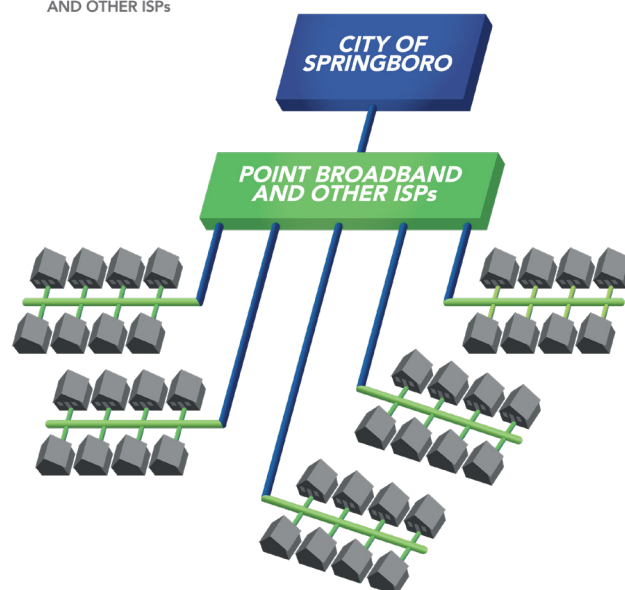 AND OTHER ISPs
CITY OF
SPRINGBORO
POINT BROADBAND
AND OTHER ISPs